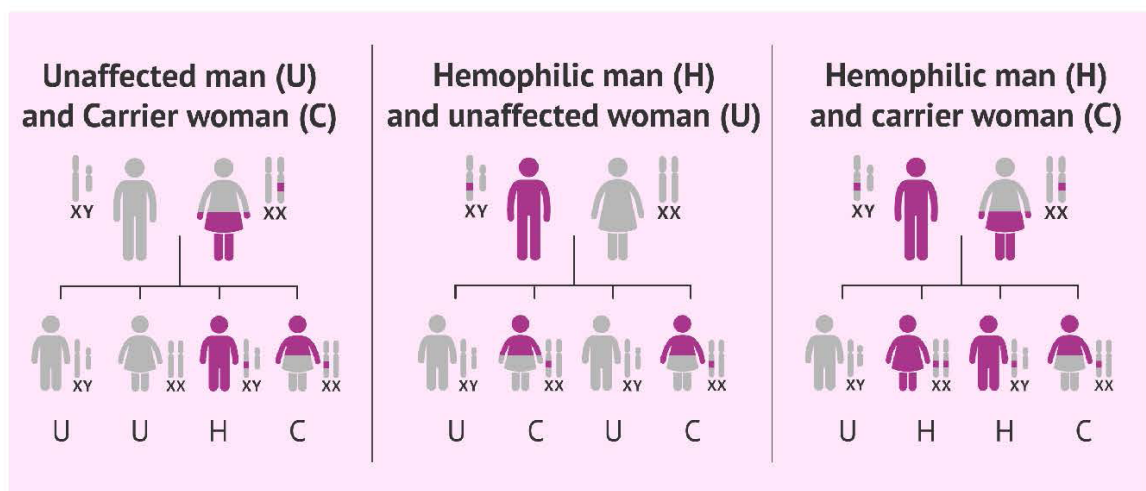 Unaffected man (U)
and Carrier woman (C)
XY
XX
XY
XX
XY
XX
U
U
H
C
Hemophilic man (H)
and unaffected woman (U)
XY
XX
XY
XX
XY
XX
U
C
U
C
Hemophilic man (H)
and carrier woman (C)
XY
XX
XY
XX
XY
XX
U
H
H
C